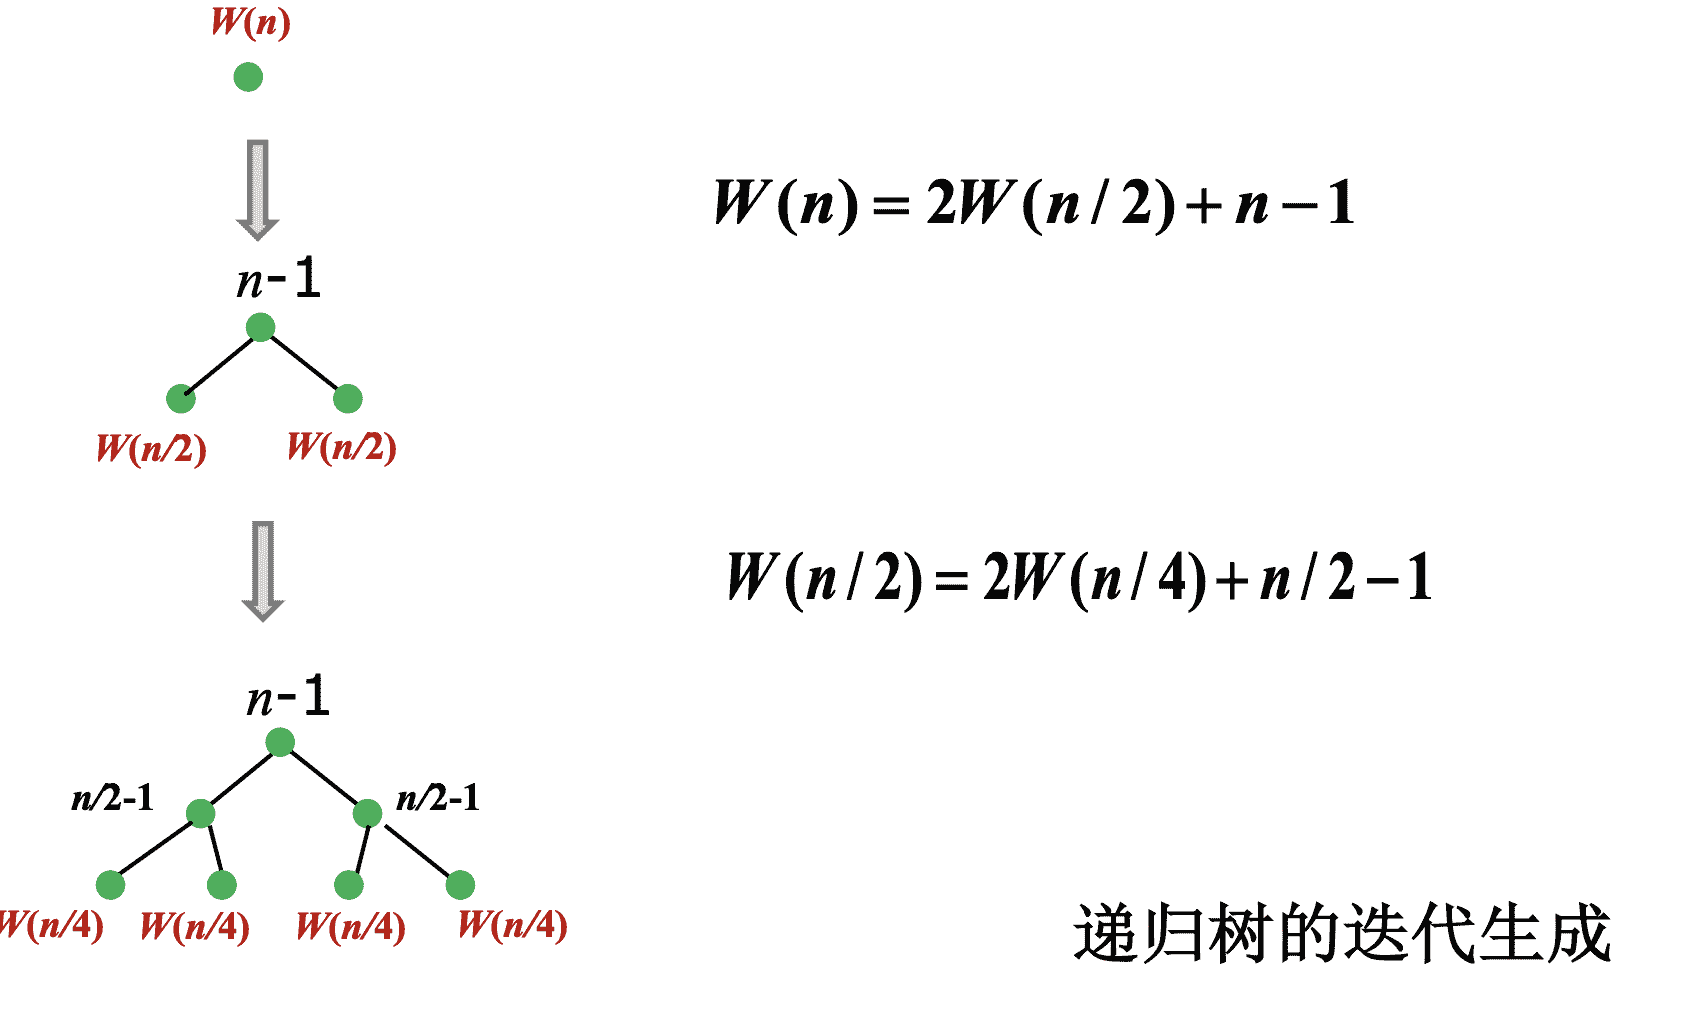 W(n)
W(n) = 2W(n/2) + n − 1
n-1
W(n/2) W(n/2)
W(n/2) = 2W(n/4) + n/2 − 1
n-1
n/2-1 n/2-1
W(n/4) W(n/4) W(n/4) W(n/4)
递归树的迭代生成